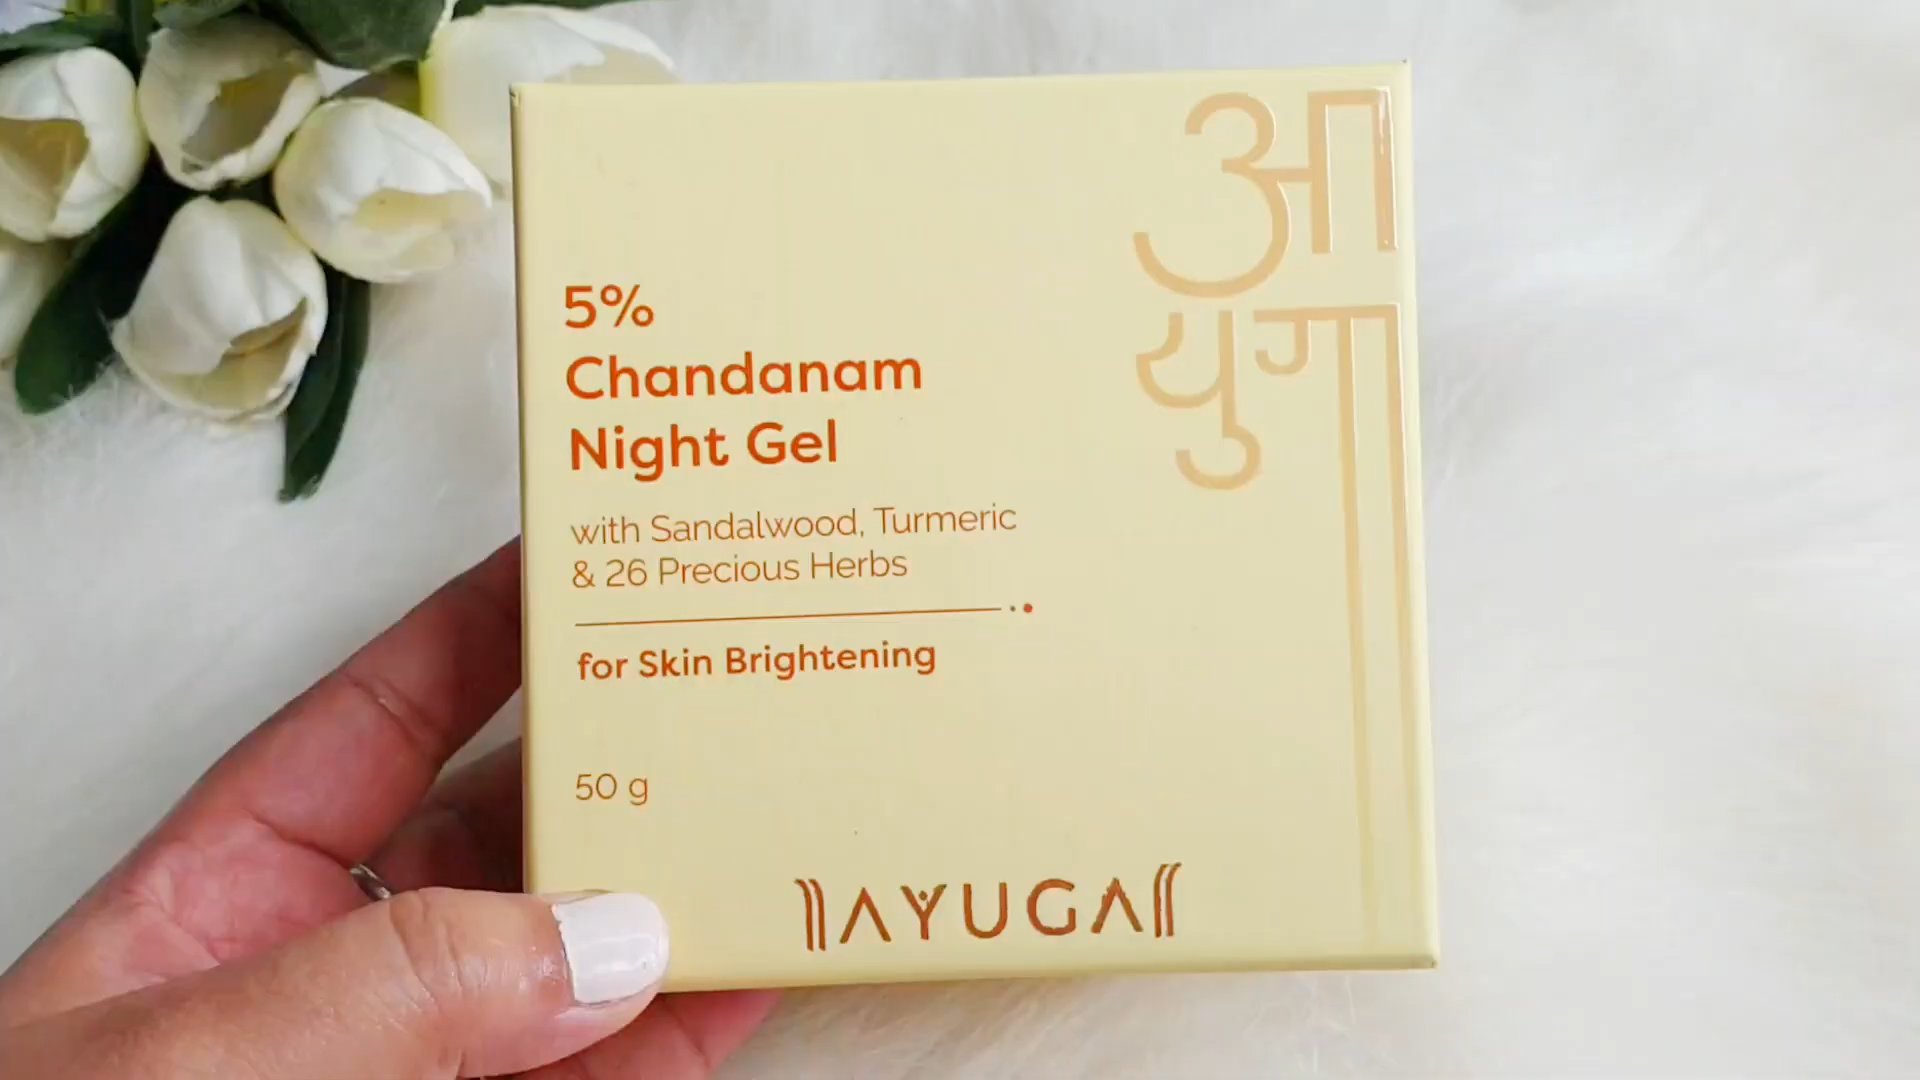 आ
युगा
5%
Chandanam
Night Gel
with Sandalwood, Turmeric
& 26 Precious Herbs
for Skin Brightening
50 g
AYUGA